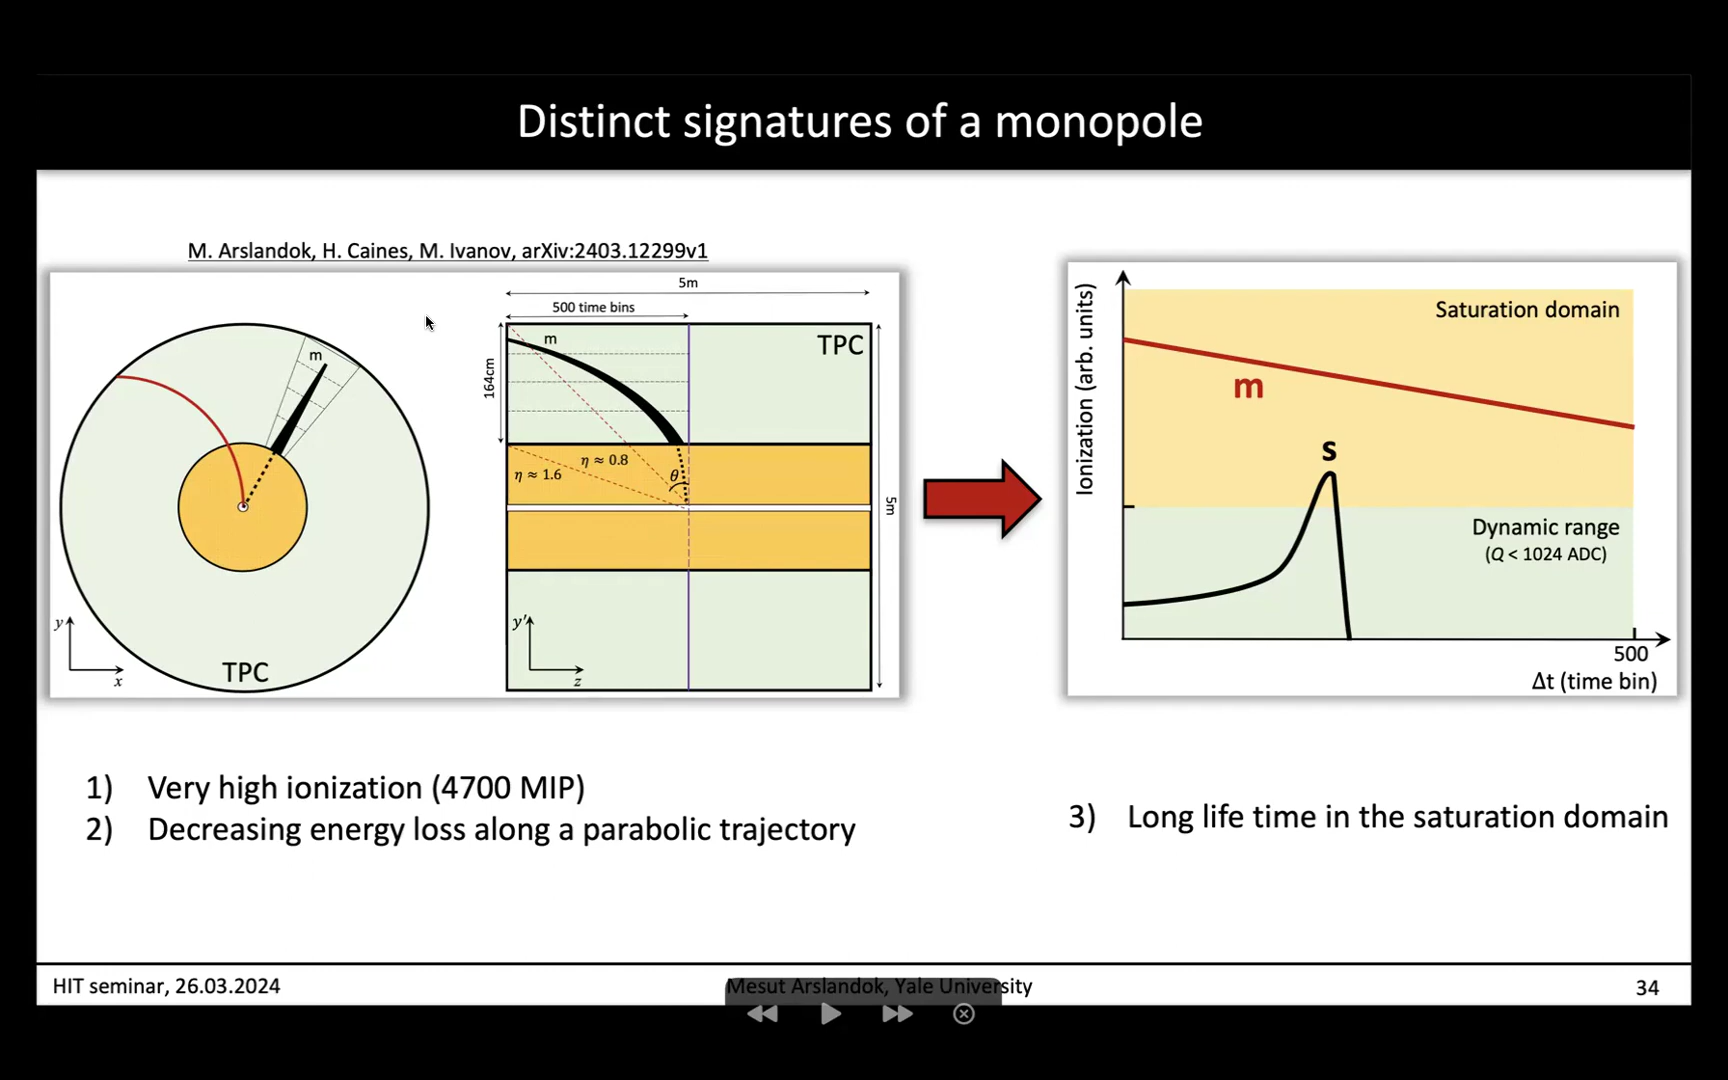 Distinct signatures of a monopole
M. Arslandok, H. Caines, M. Ivanov, arXiv:2403.12299v1
m
y
x
TPC
5m
500 time bins
164cm
m
TPC
η ≈ 0.8
η ≈ 1.6
θ
5m
y'
z
Ionization (arb. units)
Saturation domain
m
s
Dynamic range
(Q < 1024 ADC)
500
Δt (time bin)
1) Very high ionization (4700 MIP)
2) Decreasing energy loss along a parabolic trajectory
3) Long life time in the saturation domain
HIT seminar, 26.03.2024
Mesut Arslandok, Yale University
34